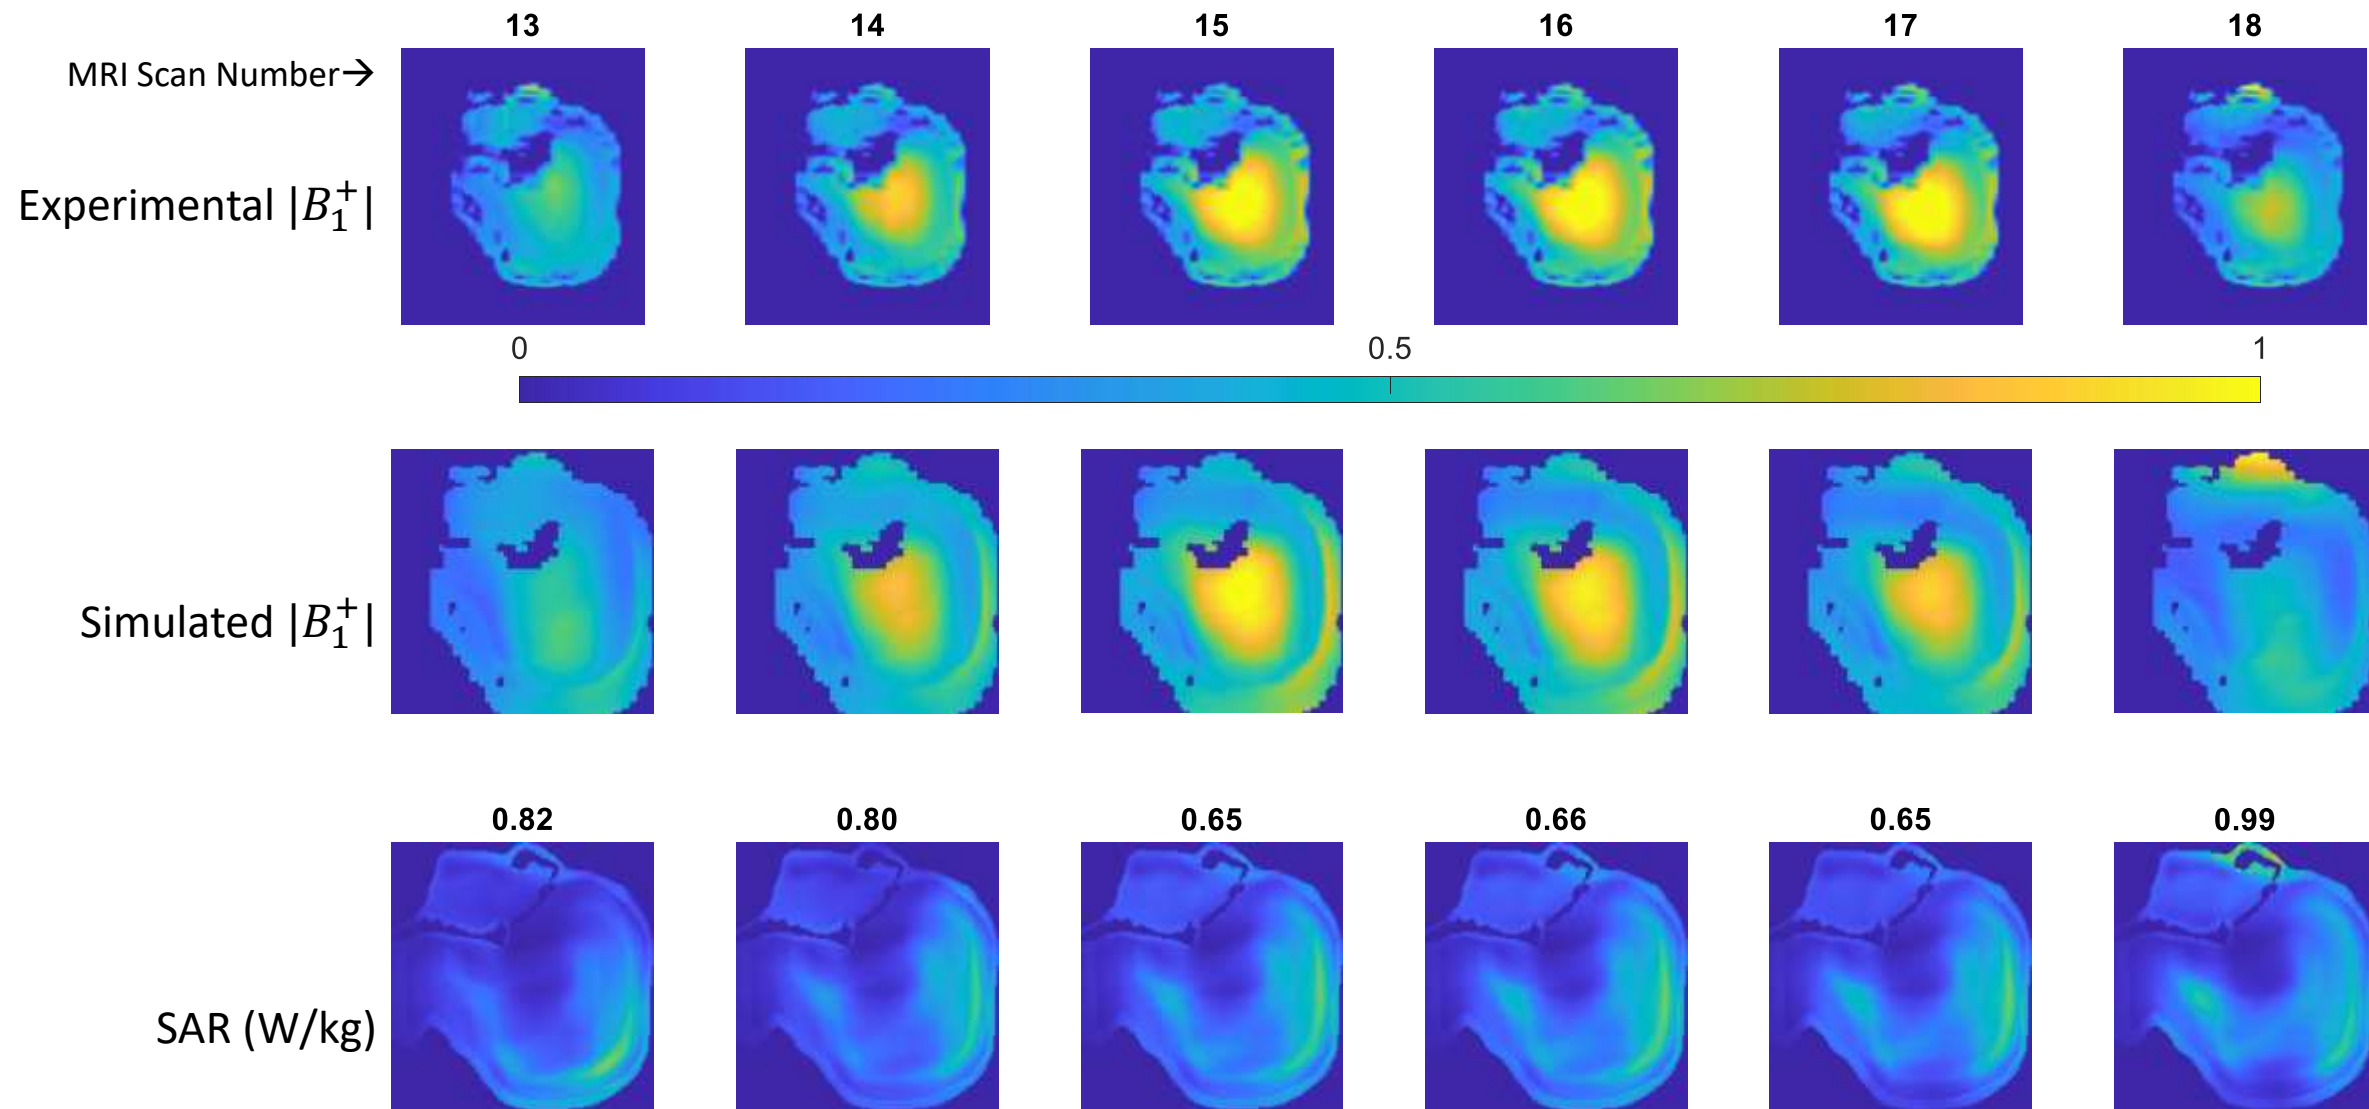 13 14 15 16 17 18
MRI Scan Number→
Experimental |B₁⁺|
0 0.5 1
Simulated |B₁⁺|
0.82 0.80 0.65 0.66 0.65 0.99
SAR (W/kg)